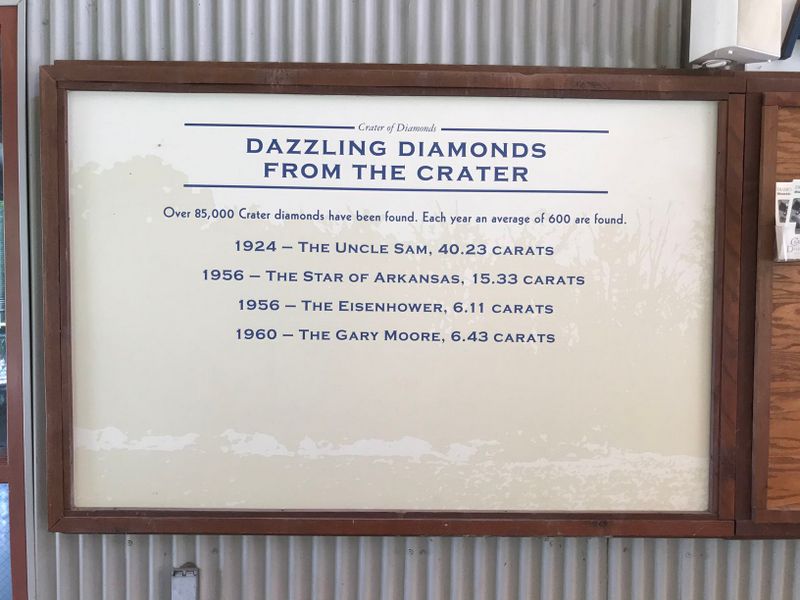 Crater of Diamonds
DAZZLING DIAMONDS
FROM THE CRATER
Over 85,000 Crater diamonds have been found. Each year an average of 600 are found.
1924 – THE UNCLE SAM, 40.23 CARATS
1956 – THE STAR OF ARKANSAS, 15.33 CARATS
1956 – THE EISENHOWER, 6.11 CARATS
1960 – THE GARY MOORE, 6.43 CARATS